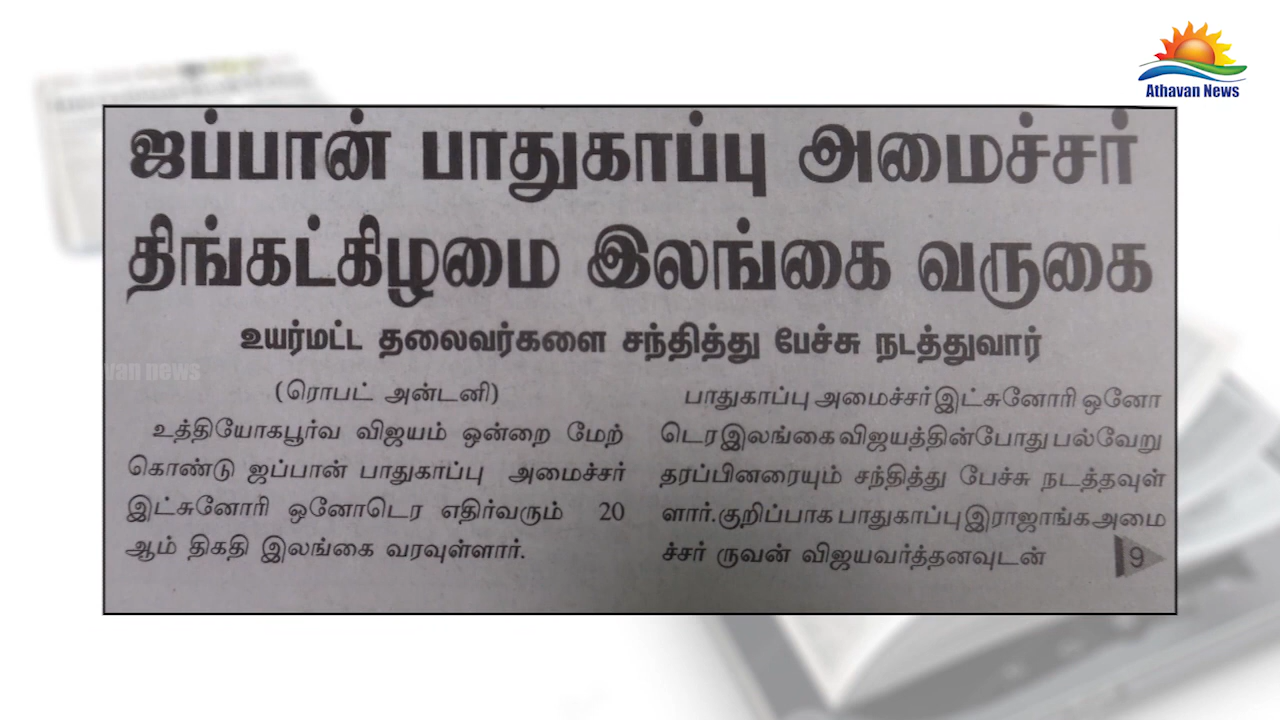 Athavan News
ஜப்பான் பாதுகாப்பு அமைச்சர்
திங்கட்கிழமை இலங்கை வருகை
உயர்மட்ட தலைவர்களை சந்தித்து பேச்சு நடத்துவார்
van news
(ரொபட் அன்டனி)
உத்தியோகபூர்வ விஜயம் ஒன்றை மேற்
கொண்டு ஜப்பான் பாதுகாப்பு அமைச்சர்
இட்சுனோரி ஒனோடெர எதிர்வரும் 20
ஆம் திகதி இலங்கை வரவுள்ளார்.
பாதுகாப்பு அமைச்சர் இட்சுனோரி ஒனோ
டெர இலங்கை விஜயத்தின்போது பல்வேறு
தரப்பினரையும் சந்தித்து பேச்சு நடத்தவுள்
ளார். குறிப்பாக பாதுகாப்பு இராஜாங்க அமை
ச்சர் ருவன் விஜயவர்த்தனவுடன் 9